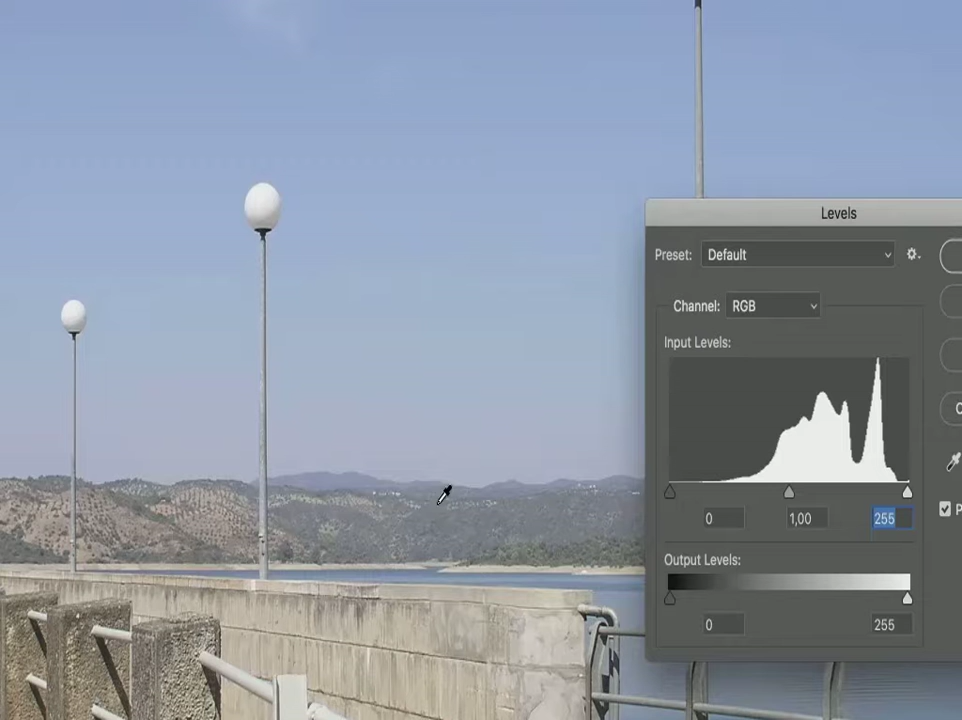 Levels
Preset: Default
Channel: RGB
Input Levels:
0 1,00 255
Output Levels:
0 255